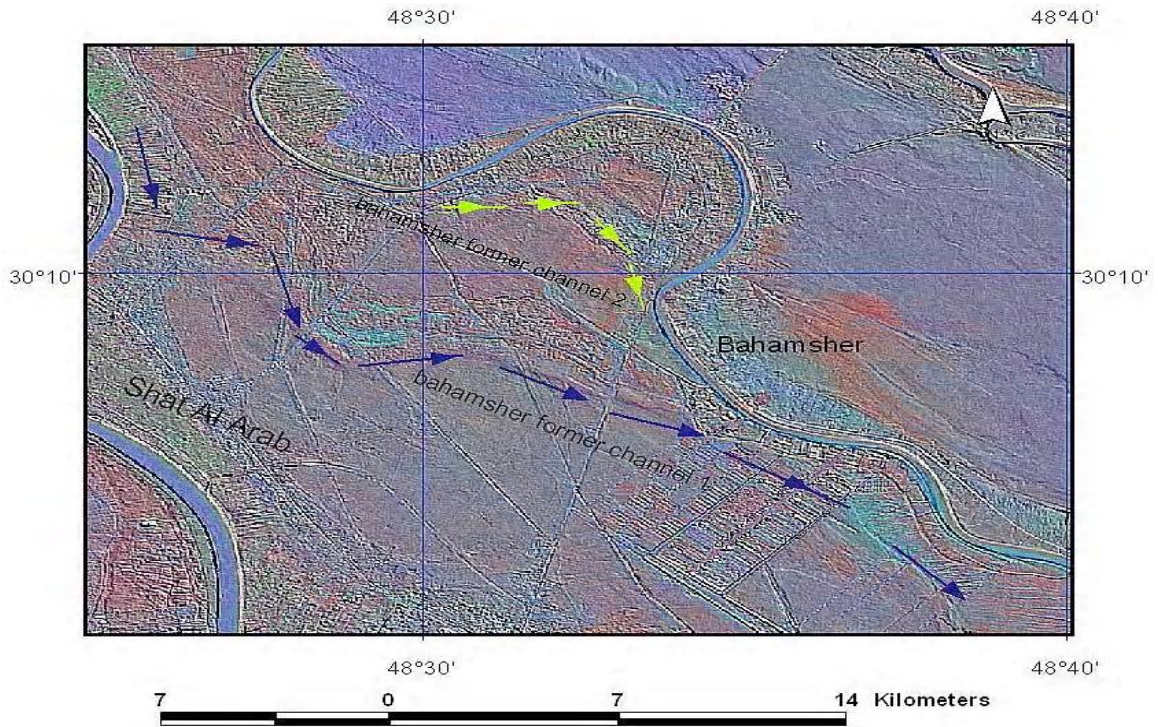 48°30' 48°40'
bahamsher former channel 2
30°10' 30°10'
Bahamsher
bahamsher former channel 1
Shat Al Arab
48°30' 48°40'
7 0 7 14 Kilometers